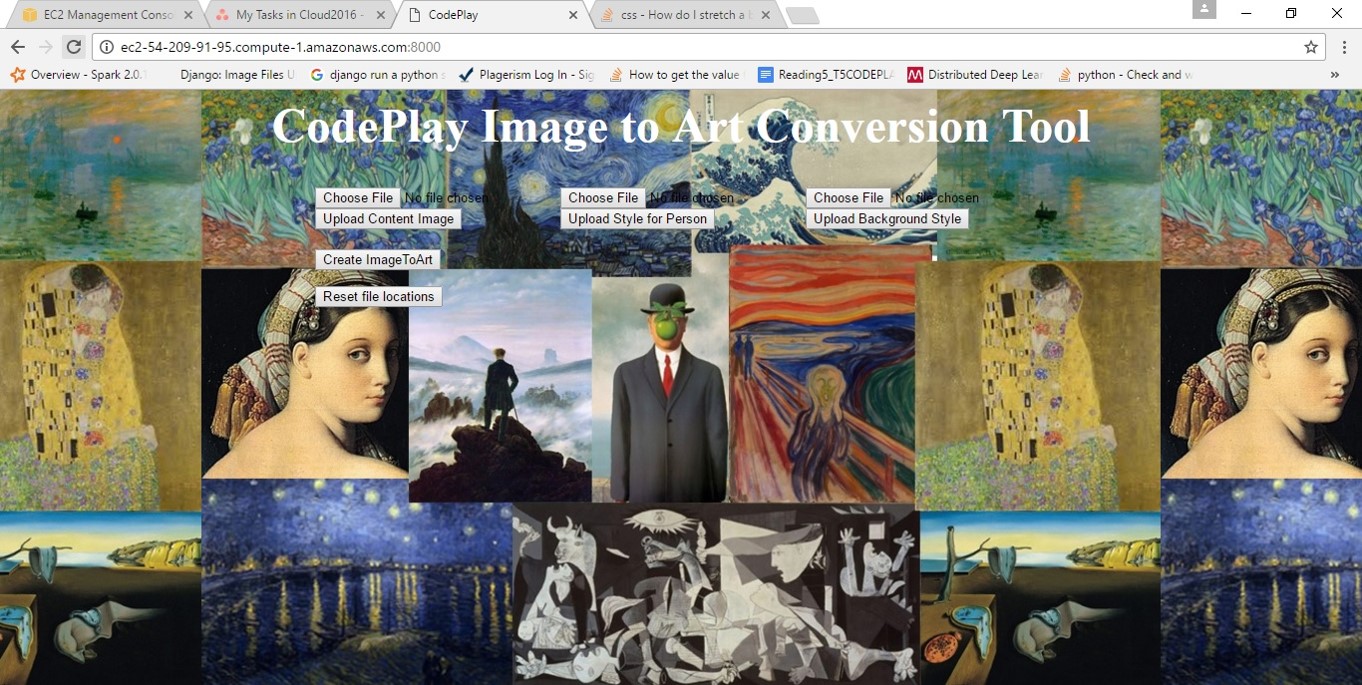 EC2 Management Conso
My Tasks in Cloud2016 -
CodePlay
css - How do I stretch a b
ec2-54-209-91-95.compute-1.amazonaws.com:8000
Overview - Spark 2.0.1
Django: Image Files U
django run a python s
Plagerism Log In - Sig
How to get the value
Reading5_T5CODEPLA
Distributed Deep Lear
python - Check and w
»
CodePlay Image to Art Conversion Tool
Choose File No file chosen
Choose File No file chosen
Choose File No file chosen
Upload Content Image
Upload Style for Person
Upload Background Style
Create ImageToArt
Reset file locations